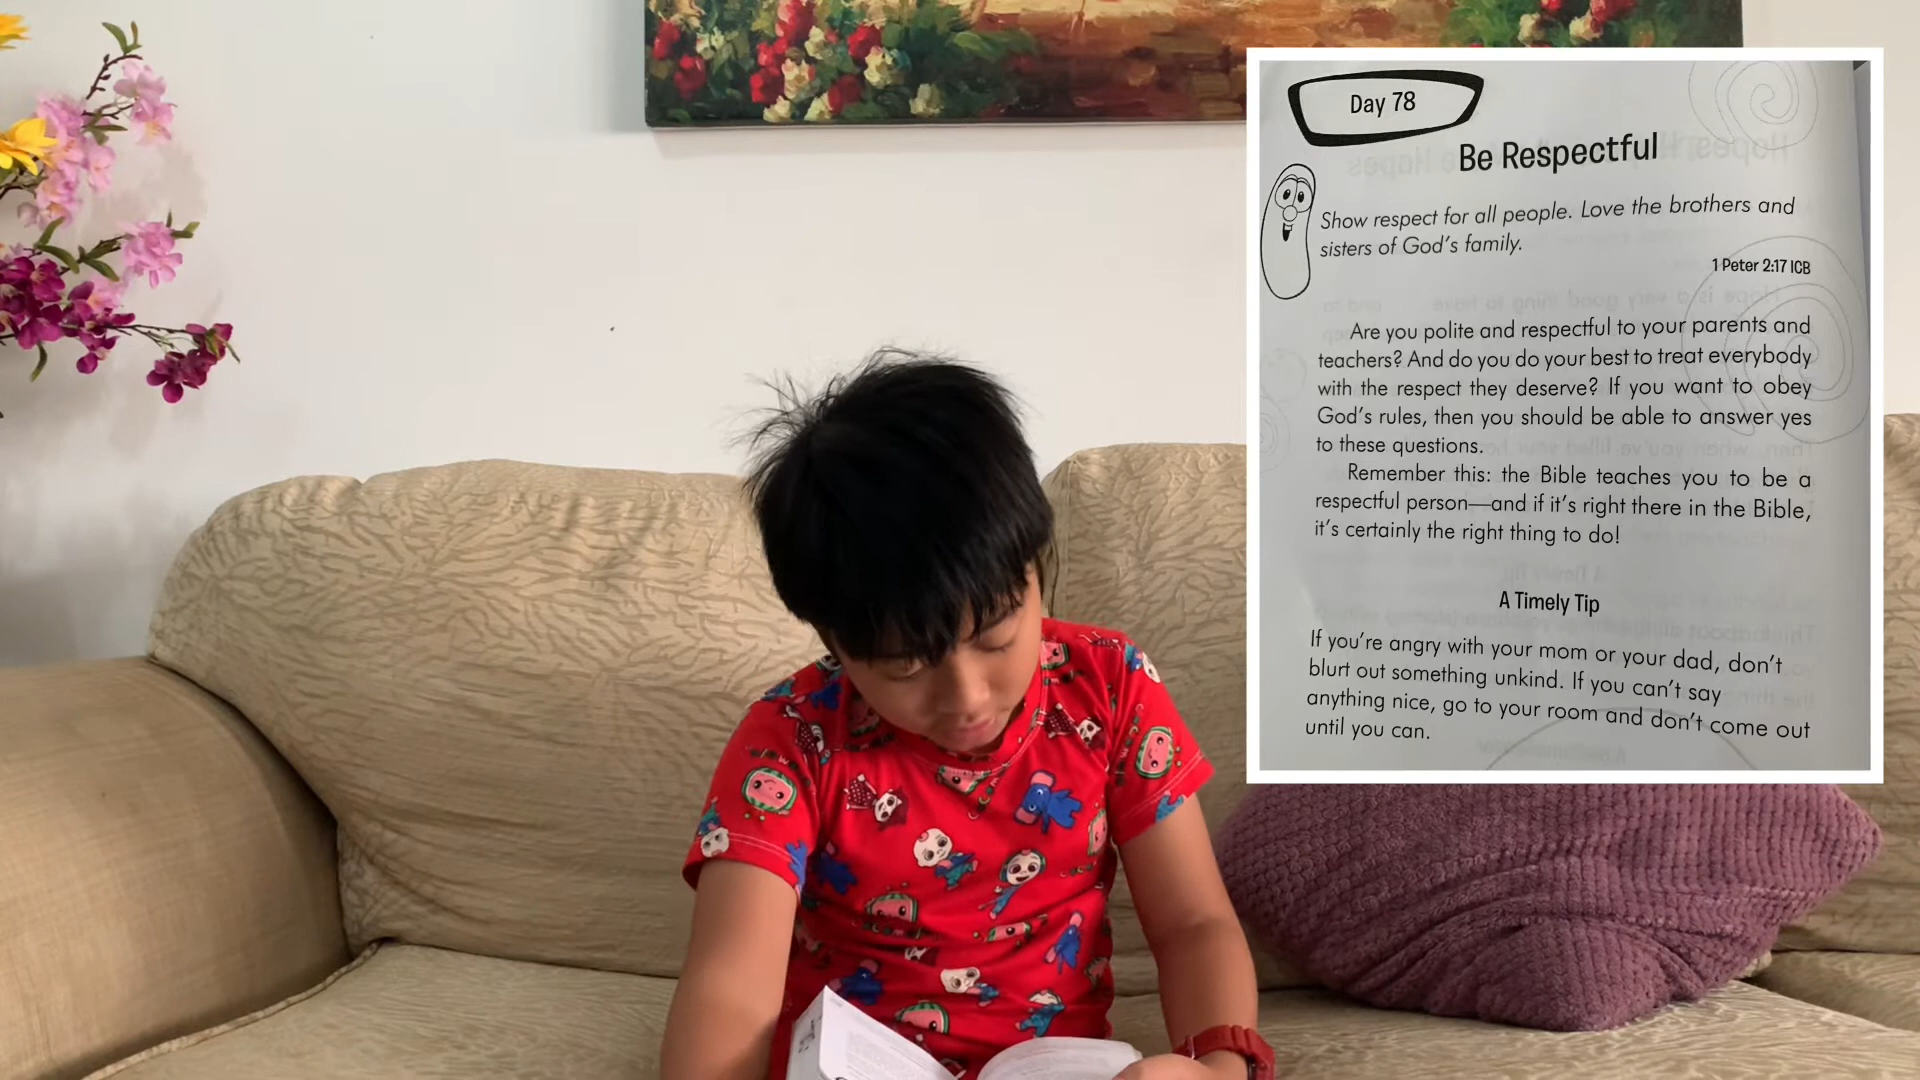 Day 78
Be Respectful
Show respect for all people. Love the brothers and
sisters of God's family.
1 Peter 2:17 ICB
Are you polite and respectful to your parents and
teachers? And do you do your best to treat everybody
with the respect they deserve? If you want to obey
God's rules, then you should be able to answer yes
to these questions.
Remember this: the Bible teaches you to be a
respectful person—and if it's right there in the Bible,
it's certainly the right thing to do!
A Timely Tip
If you're angry with your mom or your dad, don't
blurt out something unkind. If you can't say
anything nice, go to your room and don't come out
until you can.